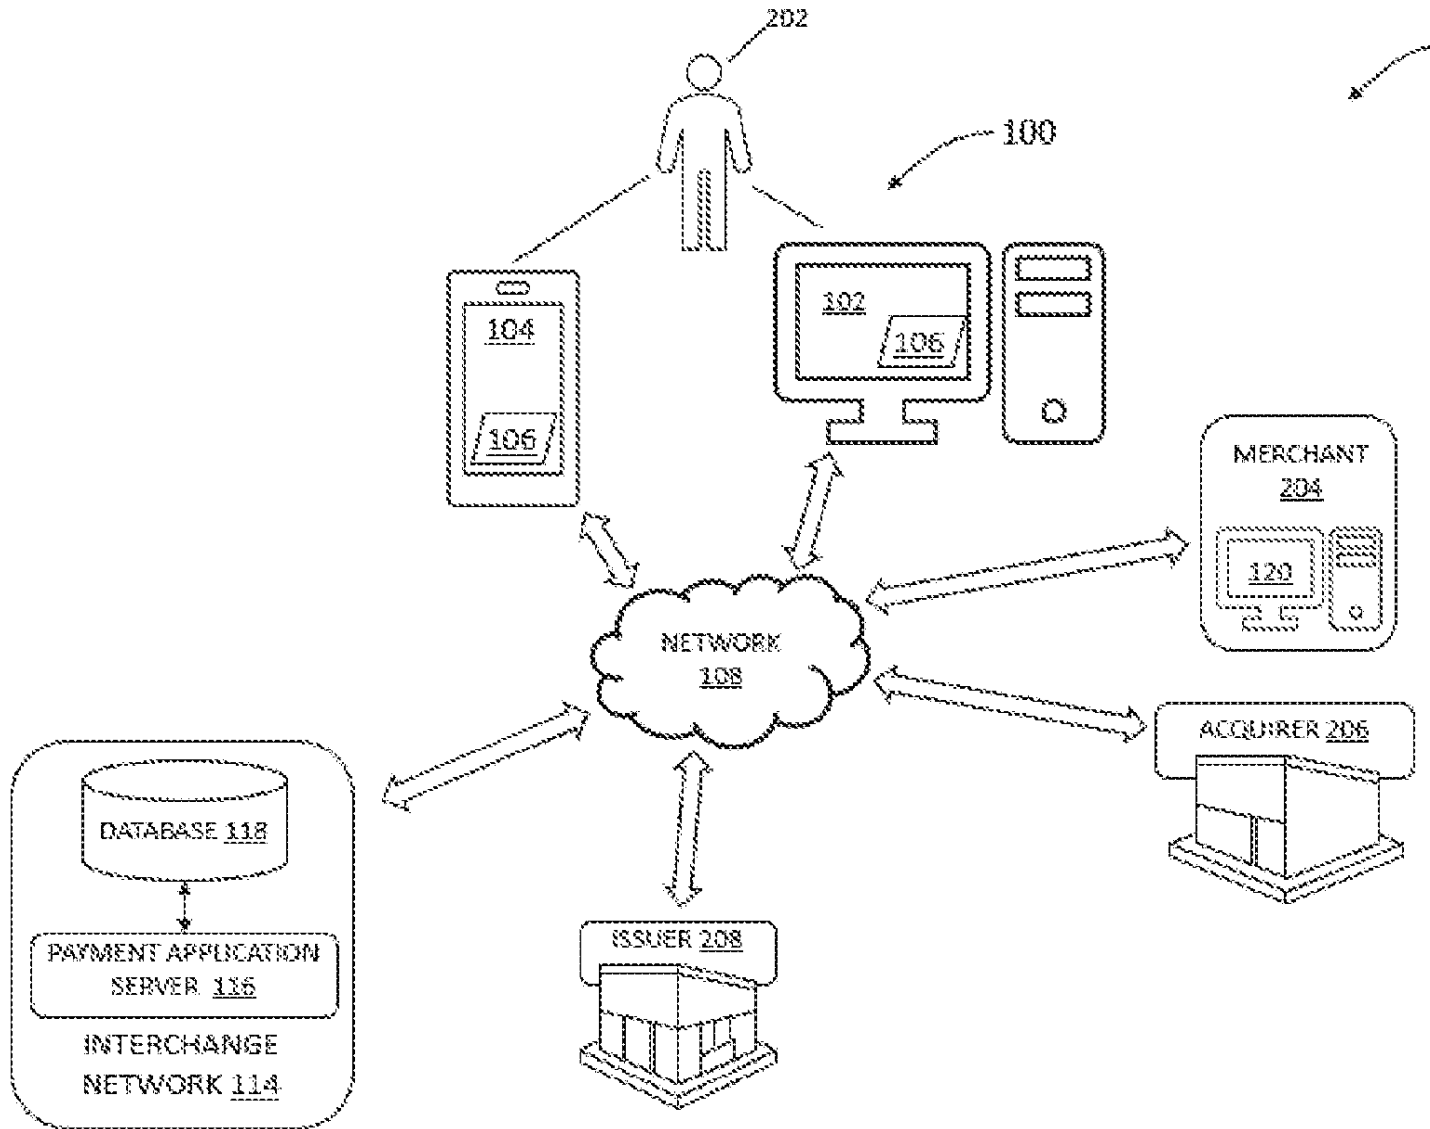 202
100
102
106
104
106
MERCHANT
204
120
NETWORK
108
ACQUIRER 206
DATABASE 118
ISSUER 208
PAYMENT APPLICATION
SERVER 116
INTERCHANGE
NETWORK 114